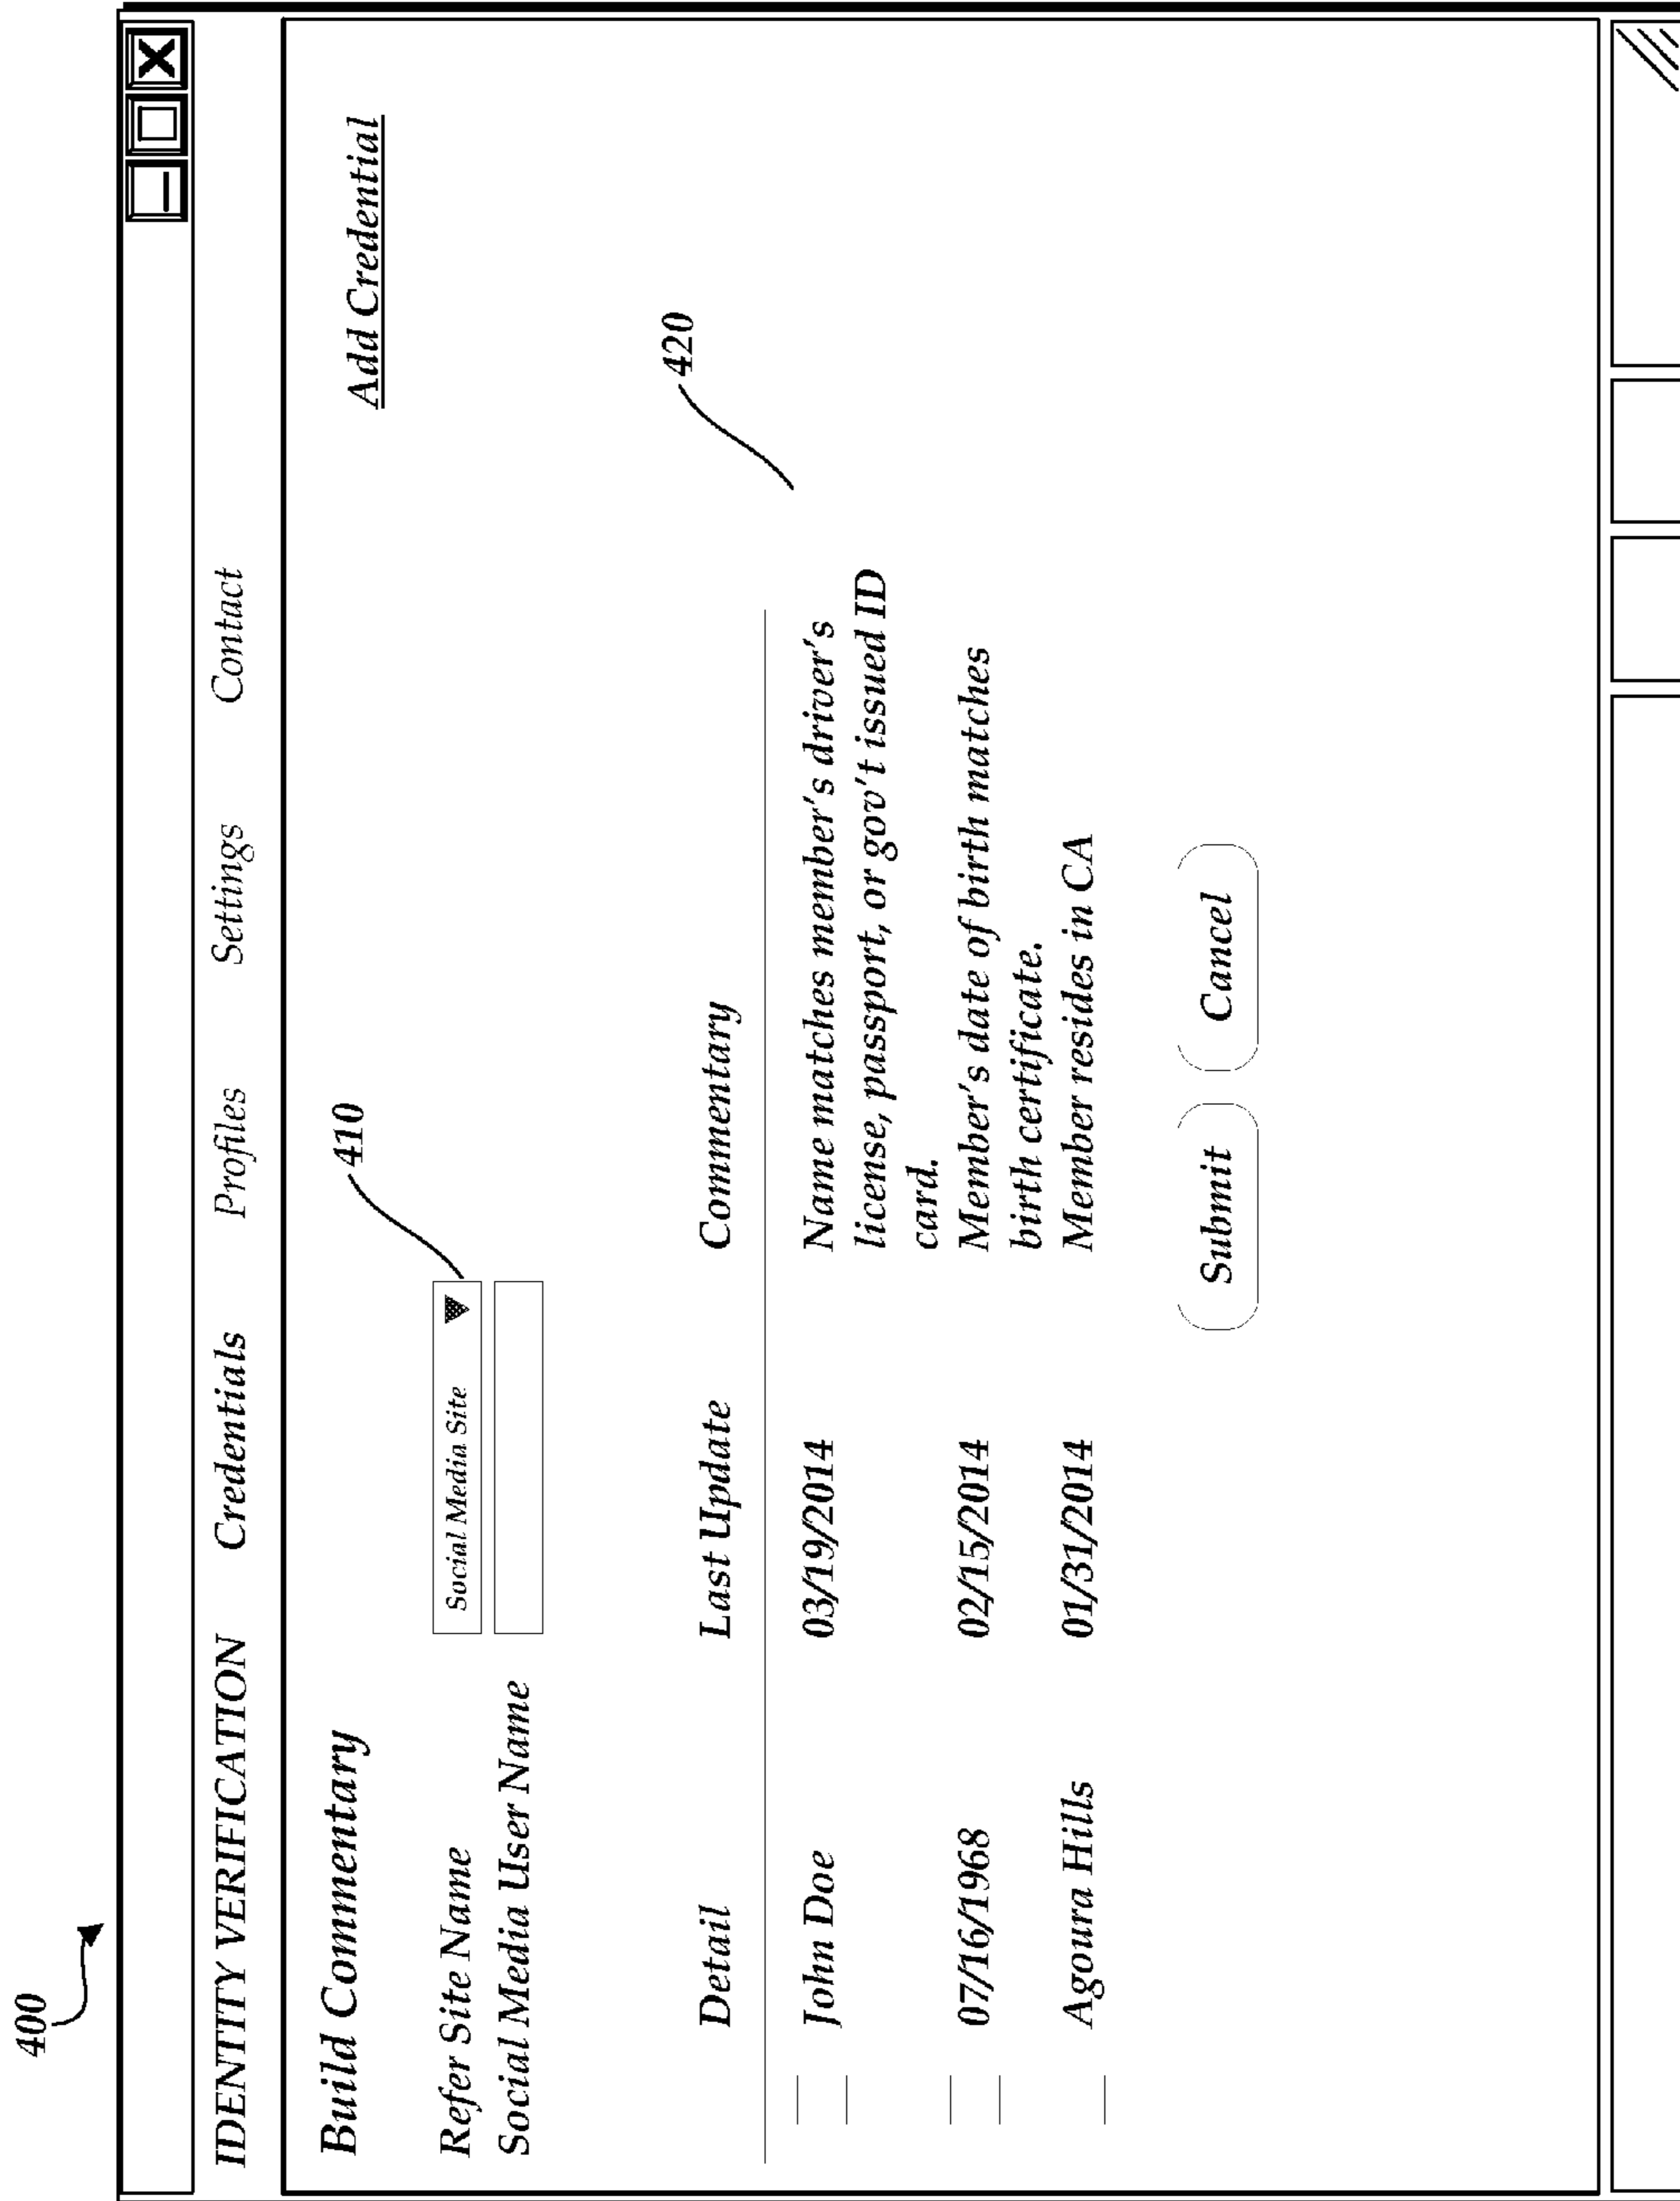 400
IDENTITY VERIFICATION Credentials Profiles Settings Contact
Build Commentary
Add Credential
410
Refer Site Name Social Media Site
Social Media User Name
420
Detail Last Update Commentary
John Doe 03/19/2014 Name matches member's driver's
license, passport, or gov't issued ID
card.
07/16/1968 02/15/2014 Member's date of birth matches
birth certificate.
Agoura Hills 01/31/2014 Member resides in CA
Submit Cancel